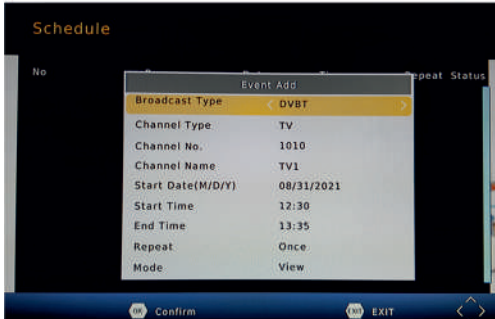 Schedule
No Repeat Status
Event Add
Broadcast Type DVBT
Channel Type TV
Channel No. 1010
Channel Name TV1
Start Date(M/D/Y) 08/31/2021
Start Time 12:30
End Time 13:35
Repeat Once
Mode View
OK Confirm EXIT EXIT